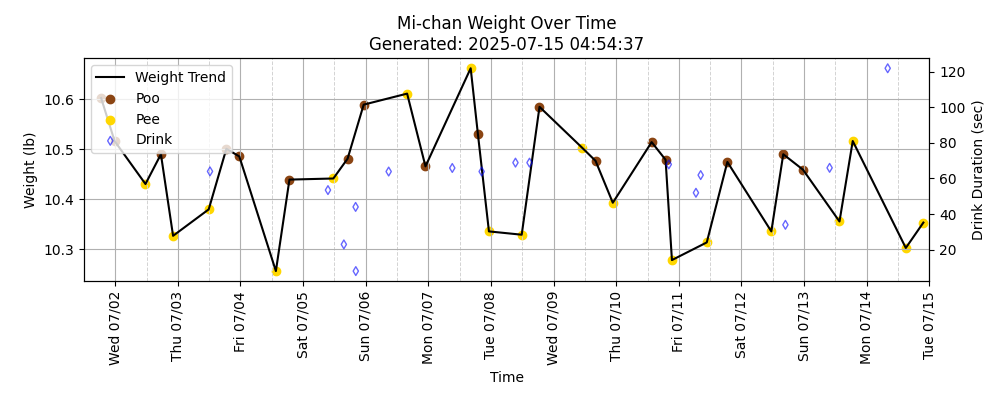 Mi-chan Weight Over Time
Generated: 2025-07-15 04:54:37
Weight Trend
Poo
Pee
Drink
Weight (lb)
10.6
10.5
10.4
10.3
120
100
80
60
40
20
Drink Duration (sec)
Wed 07/02
Thu 07/03
Fri 07/04
Sat 07/05
Sun 07/06
Mon 07/07
Tue 07/08
Wed 07/09
Thu 07/10
Fri 07/11
Sat 07/12
Sun 07/13
Mon 07/14
Tue 07/15
Time